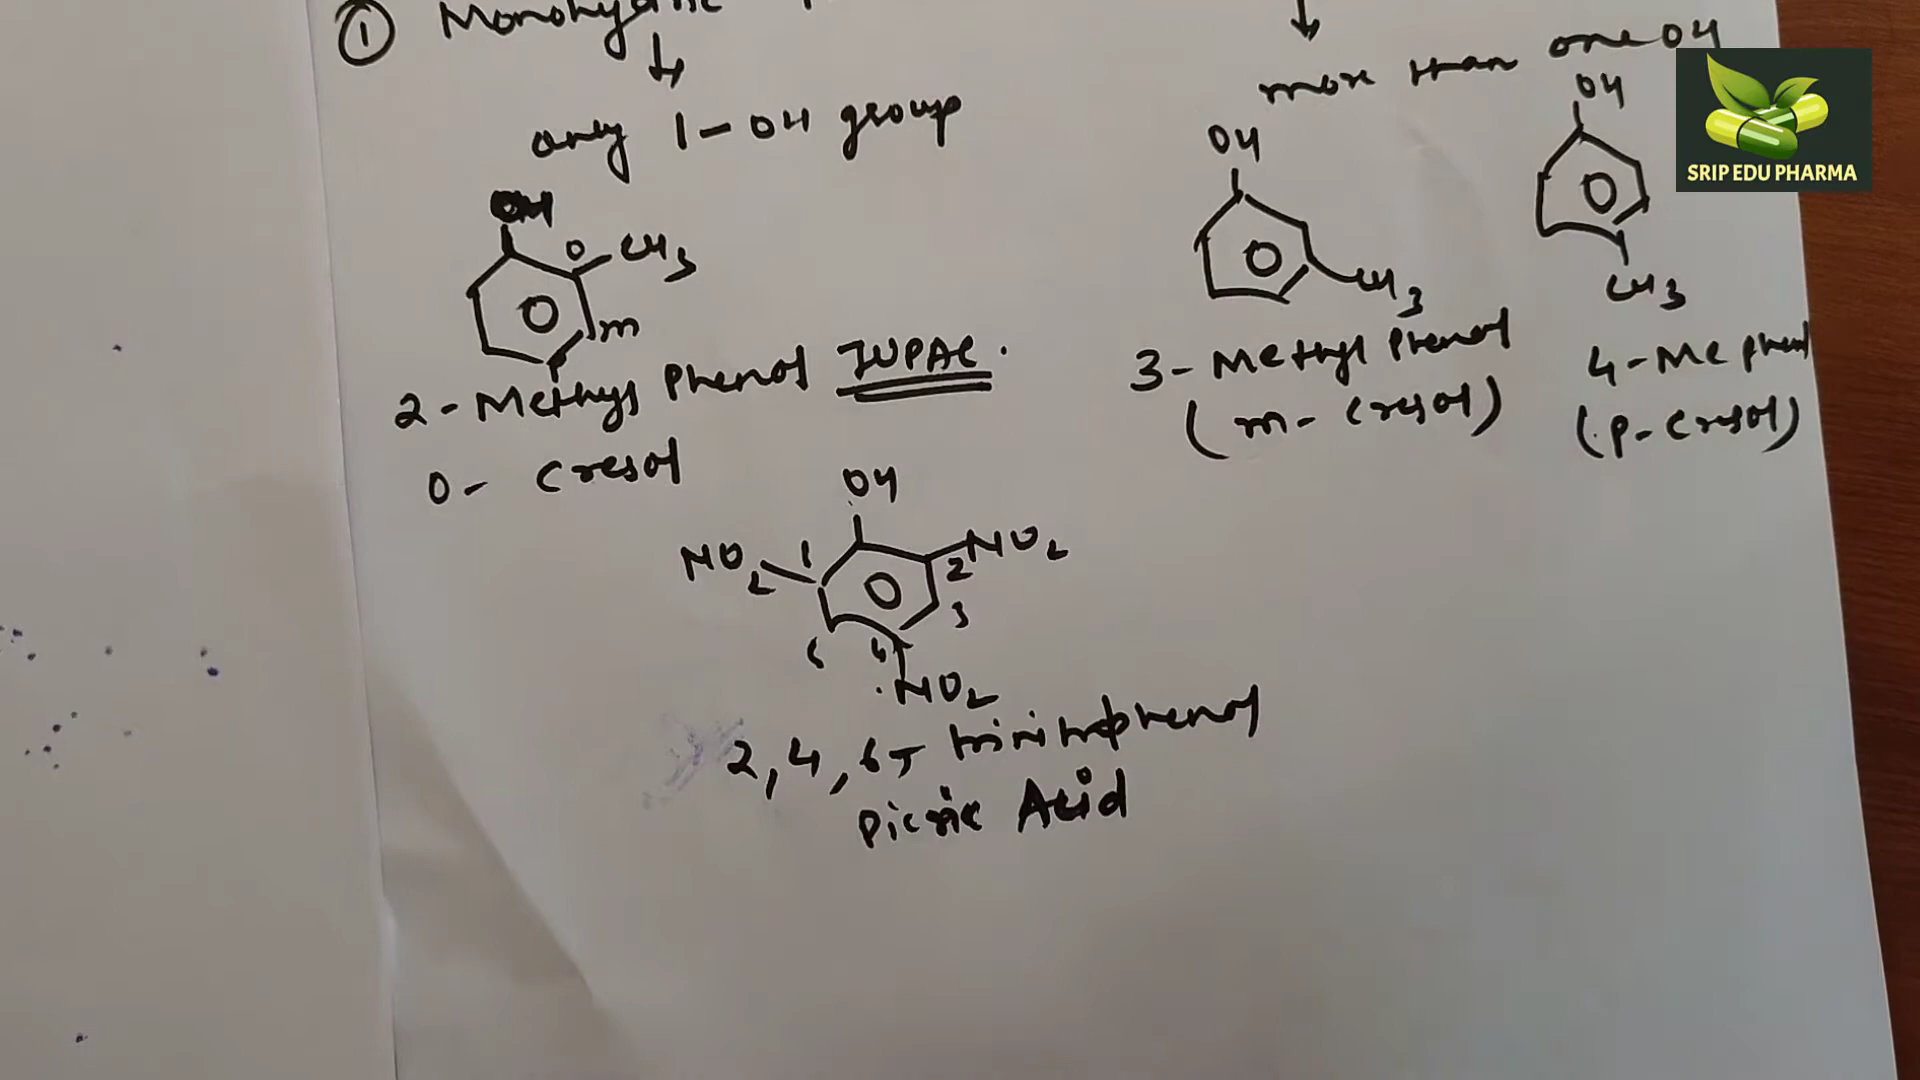 ① Monohydric
↓
only 1-OH group
↓
more than one OH
SRIP EDU PHARMA
OH
O
CH3
m
P
2-Methyl Phenol IUPAC.
O- Cresol
OH
CH3
3-Methyl Phenol
(m-Cresol)
OH
CH3
4-Me phenol
(p-Cresol)
OH
NO2
1
NO2
2
3
4
6
NO2
2,4,6, trinitrophenol
Picric Acid